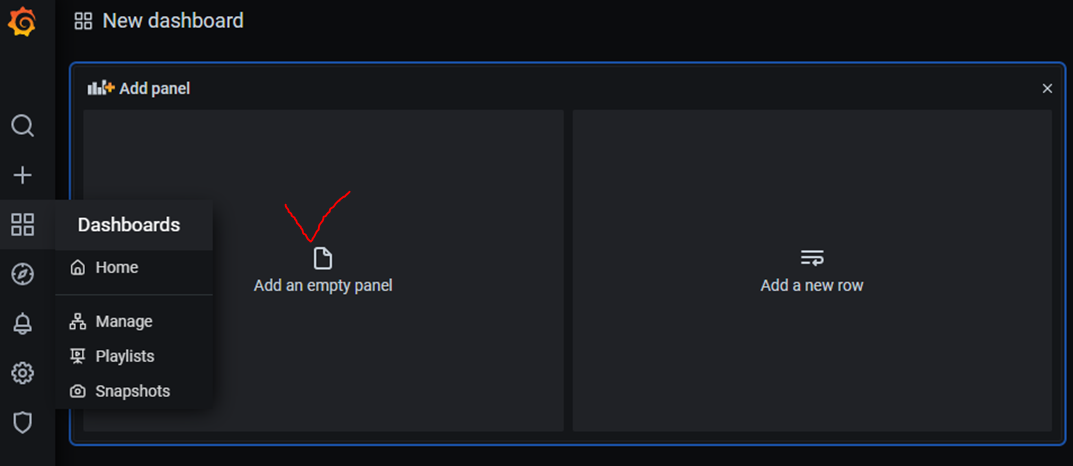 New dashboard
Add panel
Dashboards
Home
Manage
Playlists
Snapshots
Add an empty panel
Add a new row